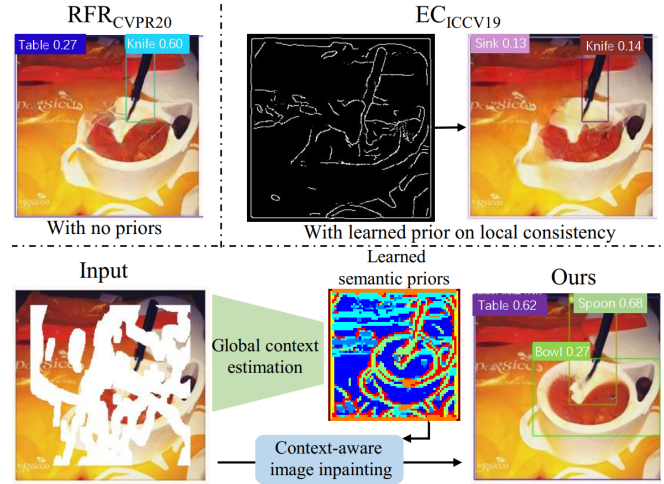 RFR_CVPR20
EC_ICCV19
Table 0.27
Knife 0.60
Sink 0.13
Knife 0.14
With no priors
With learned prior on local consistency
Input
Learned
semantic priors
Ours
Global context
estimation
Table 0.62
Spoon 0.68
Bowl 0.27
Context-aware
image inpainting